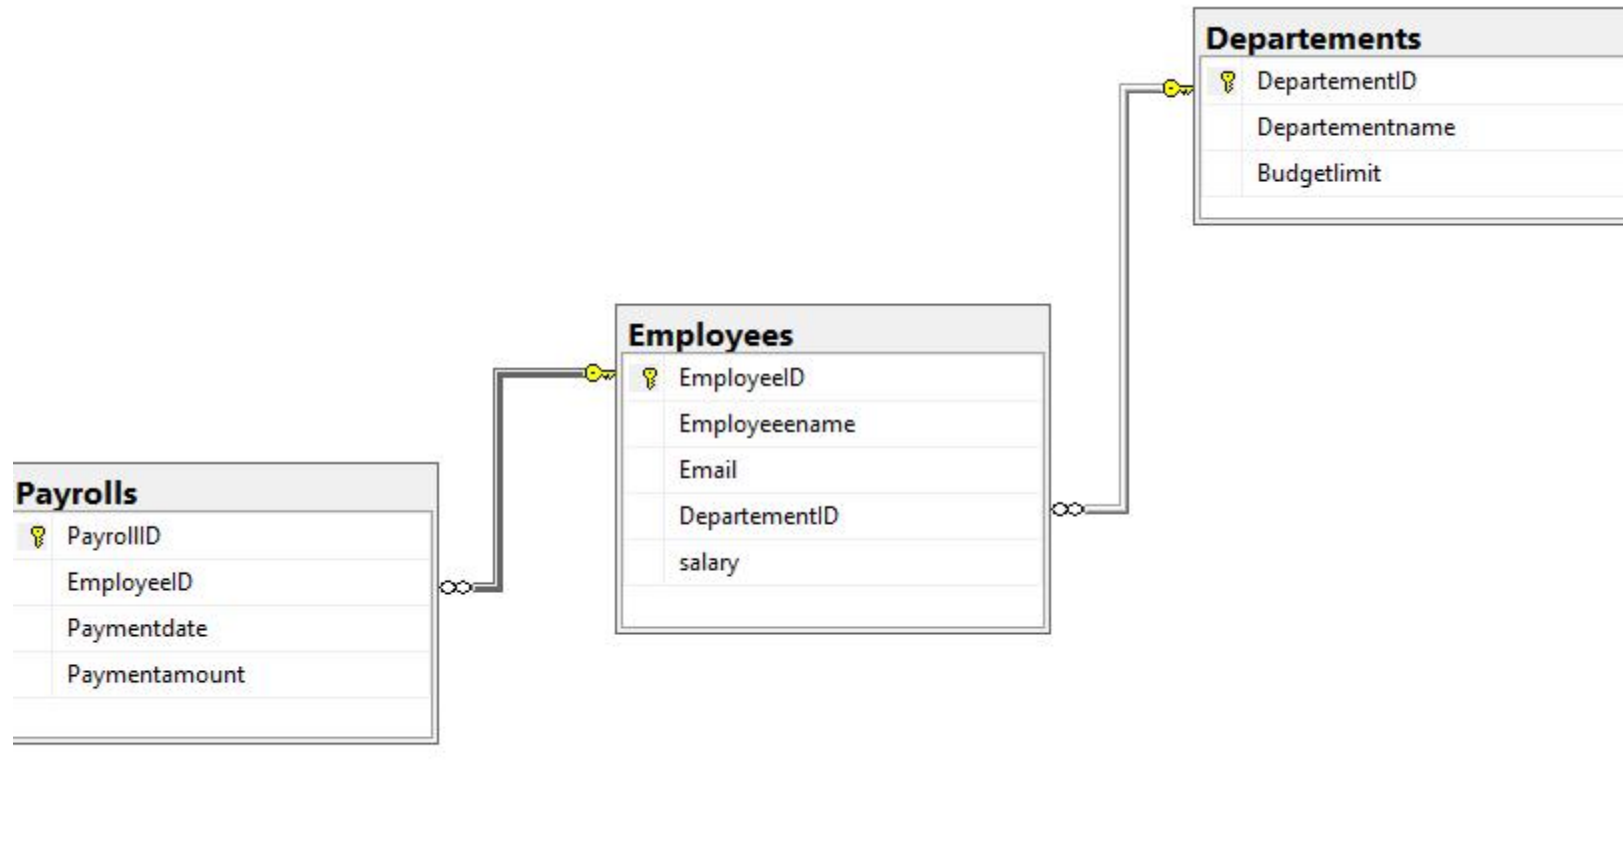 Departements
DepartementID
Departementname
Budgetlimit
Employees
EmployeeID
Employeeename
Email
DepartementID
salary
Payrolls
PayrollID
EmployeeID
Paymentdate
Paymentamount